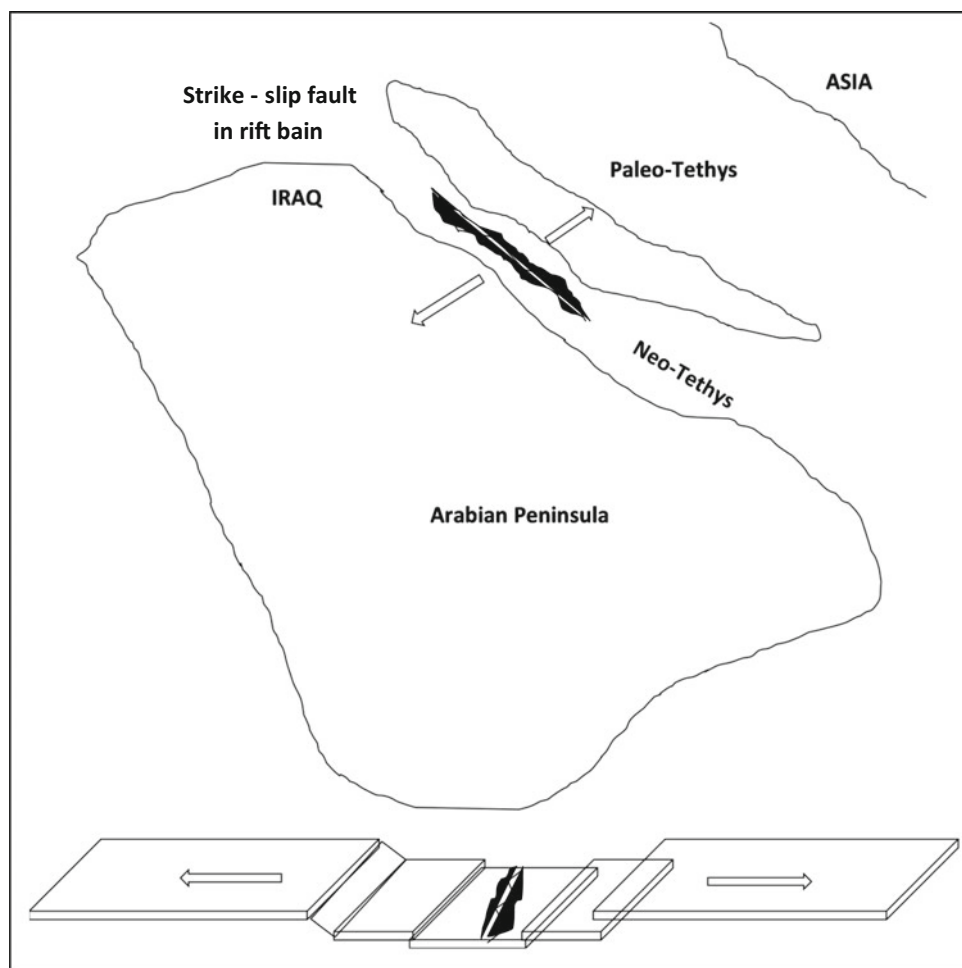 ASIA
Strike - slip fault
in rift bain
Paleo-Tethys
IRAQ
Neo-Tethys
Arabian Peninsula